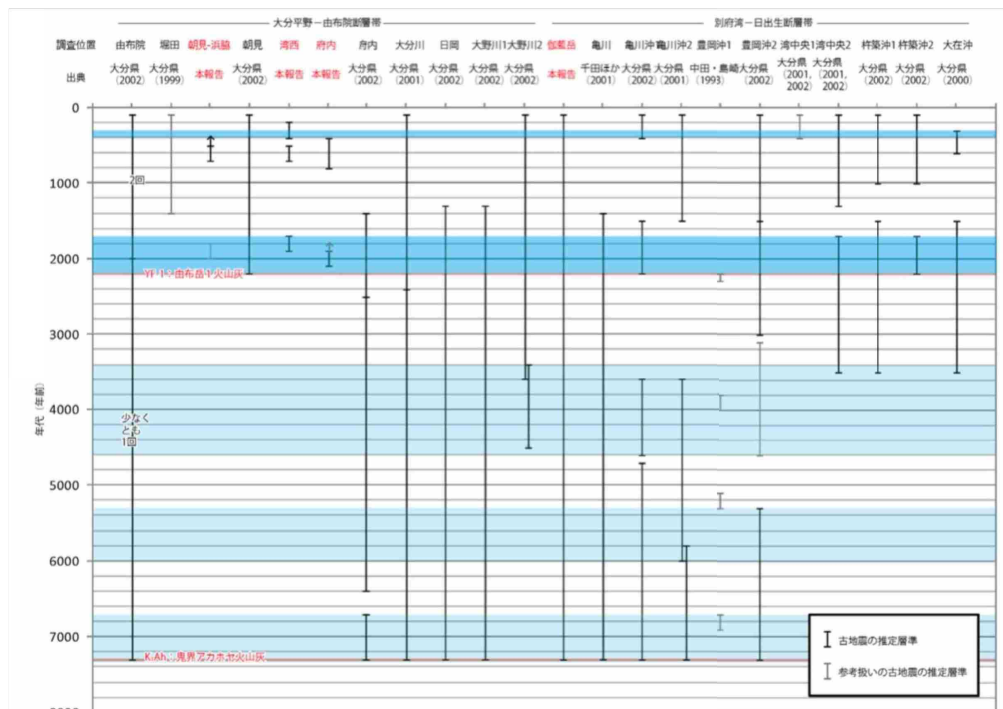 大分平野－由布院断層帯
別府湾－日出生断層帯
調査位置 由布院 堀田 朝見-浜脇 朝見 湾西 府内 府内 大分川 日岡 大野川1 大野川2 伽藍岳 亀川 亀川沖1 亀川沖2 豊岡沖1 豊岡沖2 湾中央1 湾中央2 杵築沖1 杵築沖2 大在沖
出典 大分県(2002) 大分県(1999) 本報告 大分県(2002) 本報告 本報告 大分県(2002) 大分県(2001) 大分県(2002) 大分県(2002) 大分県(2002) 本報告 千田ほか(2001) 大分県(2002) 大分県(2001) 中田・島崎(1993) 大分県(2002) 大分県(2001, 2002) 大分県(2001, 2002) 大分県(2002) 大分県(2002) 大分県(2000)
0
2回
1000
2000
YF-1：由布岳1火山灰
3000
年代（年前）
4000
少なく
とも
1回
5000
6000
7000
K-Ah：鬼界アカホヤ火山灰
古地震の推定層準
参考扱いの古地震の推定層準